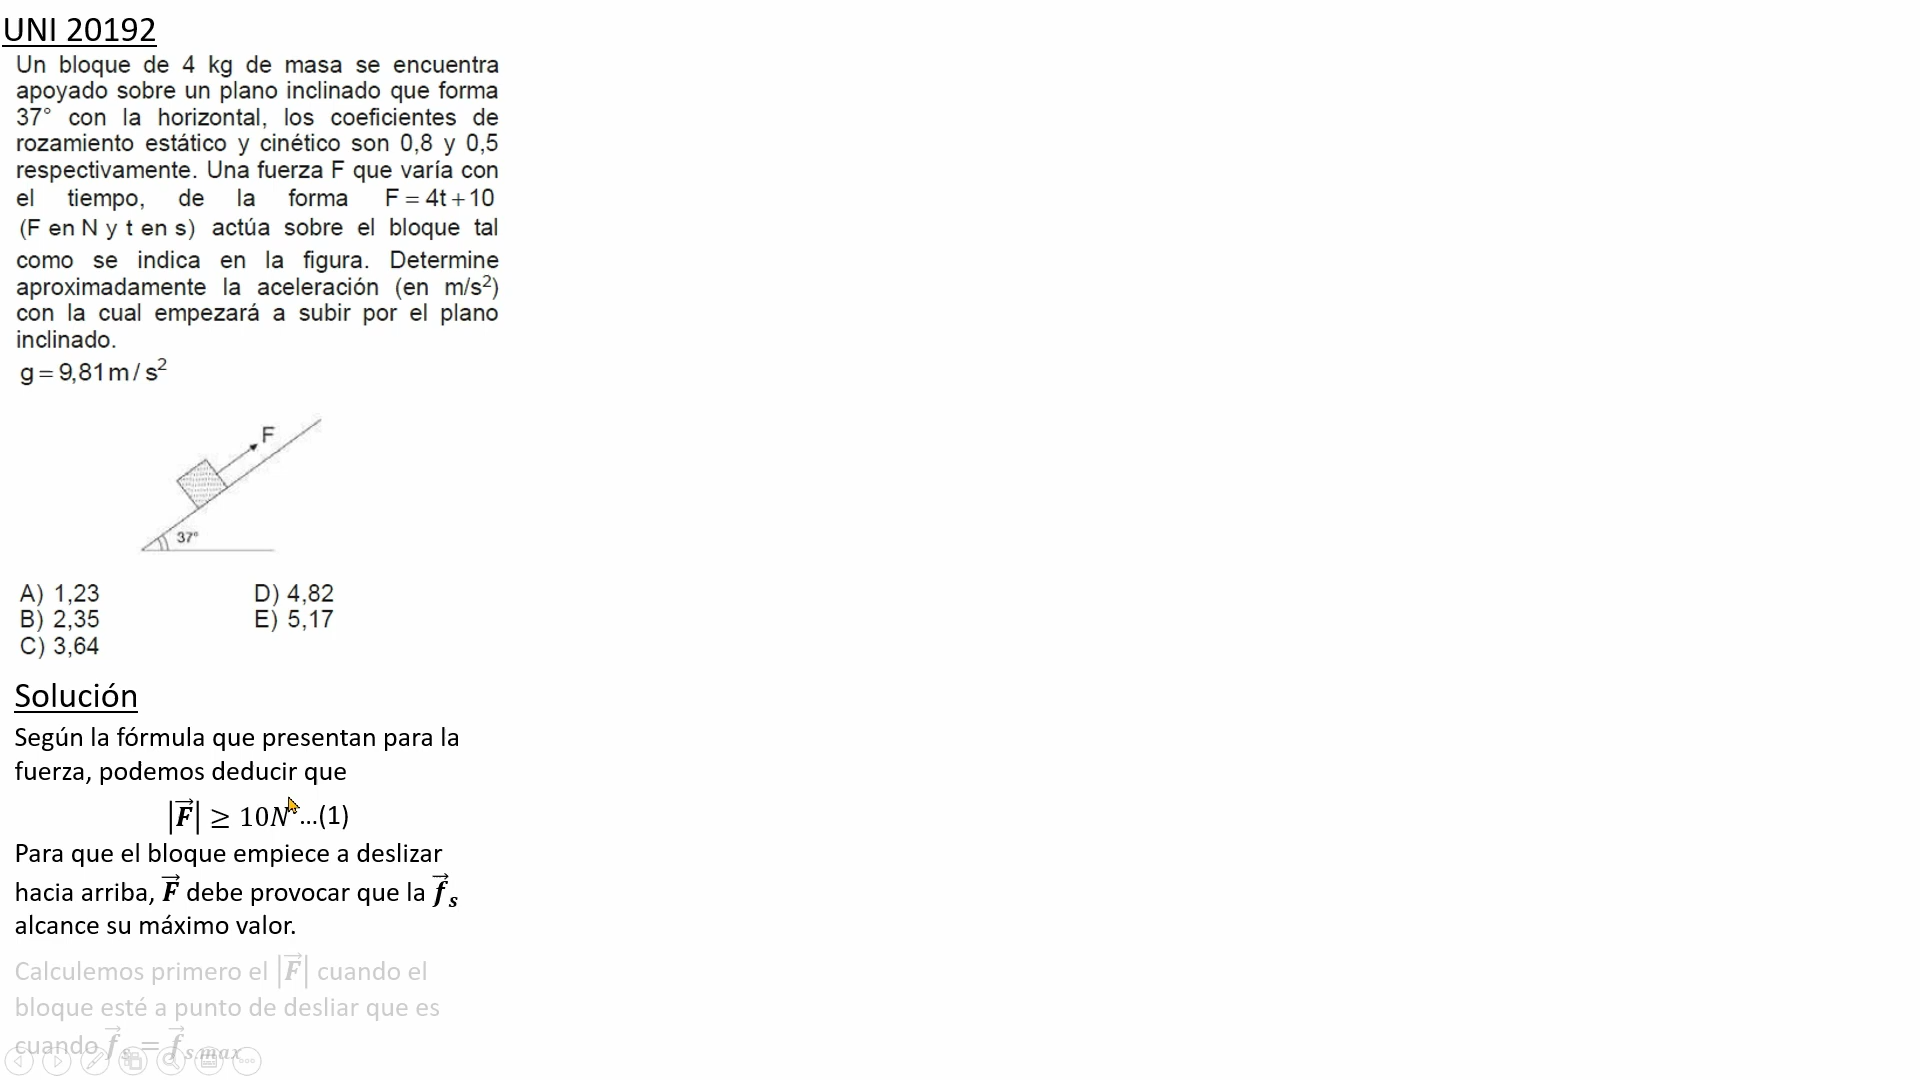 UNI 20192
Un bloque de 4 kg de masa se encuentra
apoyado sobre un plano inclinado que forma
37° con la horizontal, los coeficientes de
rozamiento estático y cinético son 0,8 y 0,5
respectivamente. Una fuerza F que varía con
el tiempo, de la forma F = 4t + 10
(F en N y t en s) actúa sobre el bloque tal
como se indica en la figura. Determine
aproximadamente la aceleración (en m/s²)
con la cual empezará a subir por el plano
inclinado.
g = 9,81 m / s²
F
37°
A) 1,23
B) 2,35
C) 3,64
D) 4,82
E) 5,17
Solución
Según la fórmula que presentan para la
fuerza, podemos deducir que
|F⃗| ≥ 10N …(1)
Para que el bloque empiece a deslizar
hacia arriba, F⃗ debe provocar que la f⃗ₛ
alcance su máximo valor.
Calculemos primero el |F⃗| cuando el
bloque esté a punto de desliar que es
cuando f⃗ₛ = f⃗ₛ.ₘₐₓ